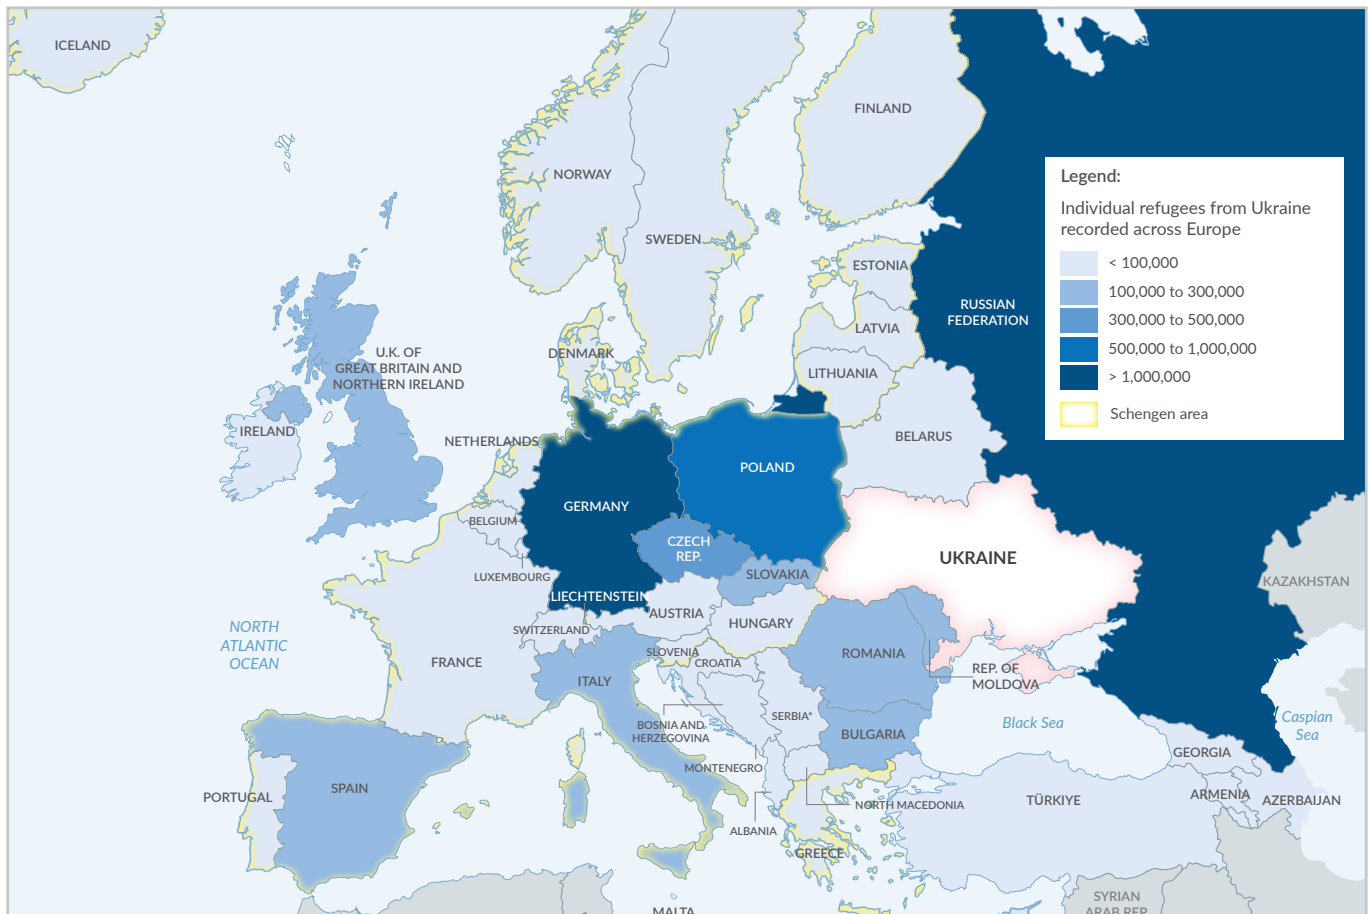 ICELAND
FINLAND
NORWAY
SWEDEN
ESTONIA
LATVIA
LITHUANIA
DENMARK
RUSSIAN
FEDERATION
Legend:
Individual refugees from Ukraine
recorded across Europe
< 100,000
100,000 to 300,000
300,000 to 500,000
500,000 to 1,000,000
> 1,000,000
Schengen area
U.K. OF
GREAT BRITAIN AND
NORTHERN IRELAND
IRELAND
NETHERLANDS
BELARUS
POLAND
GERMANY
BELGIUM
CZECH
REP.
UKRAINE
LUXEMBOURG
SLOVAKIA
KAZAKHSTAN
LIECHTENSTEIN
AUSTRIA
HUNGARY
SWITZERLAND
NORTH
ATLANTIC
OCEAN
FRANCE
SLOVENIA
CROATIA
ROMANIA
REP. OF
MOLDOVA
ITALY
BOSNIA AND
HERZEGOVINA
SERBIA*
BULGARIA
Black Sea
Caspian
Sea
GEORGIA
MONTENEGRO
SPAIN
PORTUGAL
NORTH MACEDONIA
ALBANIA
TÜRKIYE
ARMENIA
AZERBAIJAN
GREECE
MALTA
SYRIAN
ARAB REP.